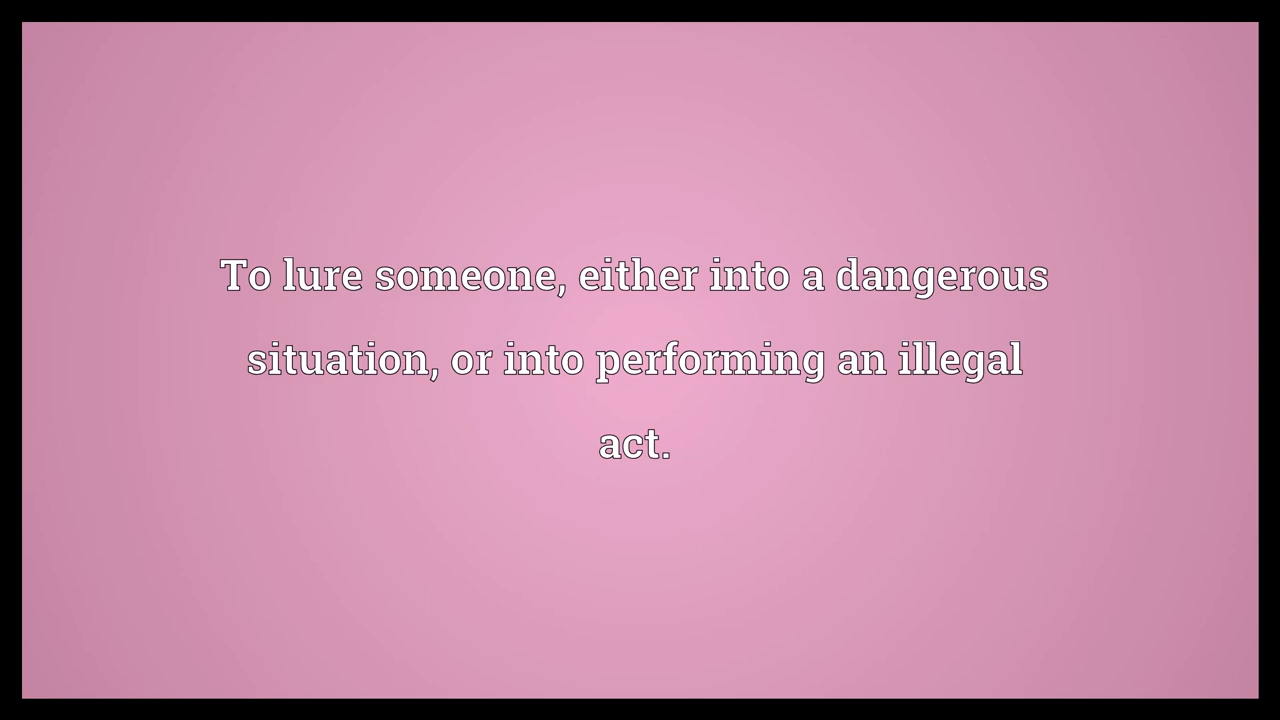 To lure someone, either into a dangerous
situation, or into performing an illegal
act.